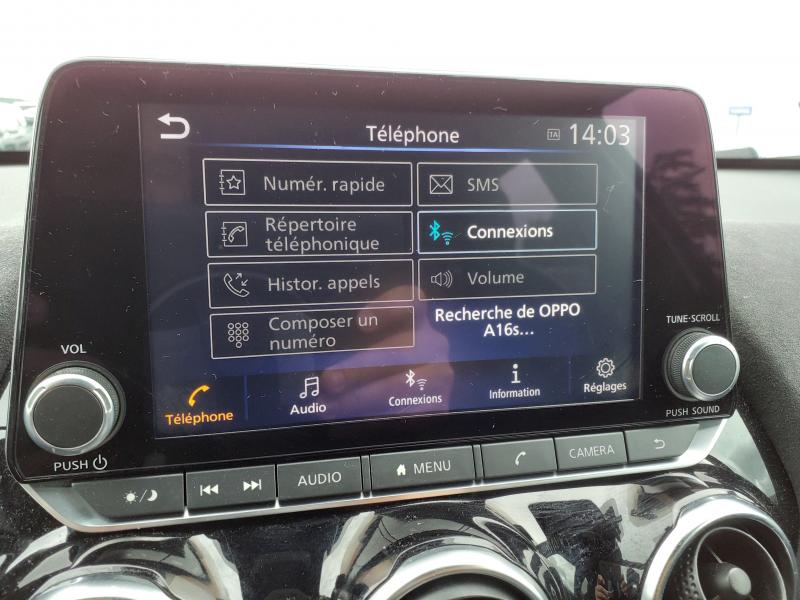 Téléphone
TA 14:03
Numér. rapide
SMS
Répertoire
téléphonique
Connexions
Histor. appels
Volume
Composer un
numéro
Recherche de OPPO
A16s...
Téléphone
Audio
Connexions
Information
Réglages
VOL
PUSH
TUNE·SCROLL
PUSH SOUND
AUDIO
MENU
CAMERA